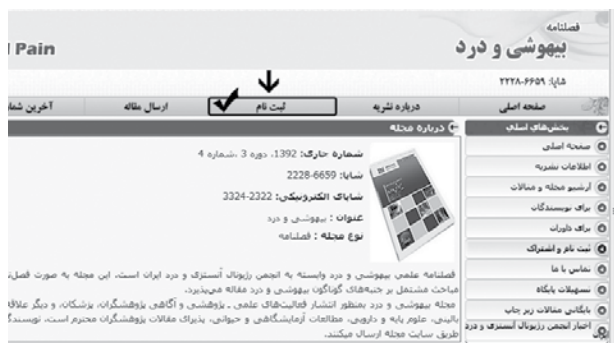 فصلنامه
بیهوشی و درد
l Pain
شاپا: ۶۶۵۹-۲۲۲۸
صفحه اصلی
درباره نشریه
ثبت نام
ارسال مقاله
آخرین شما
بخش‌های اصلی
صفحه اصلی
اطلاعات نشریه
آرشیو مجله و مقالات
برای نویسندگان
برای داوران
ثبت نام و اشتراک
تماس با ما
تسهیلات پایگاه
بایگانی مقالات زیر چاپ
اخبار انجمن رژیونال آنستزی و درد
درباره مجله
شماره جاری: 1392، دوره 3 ،شماره 4
شاپا: 6659-2228
شاپای الکترونیکی: 2322-3324
عنوان : بیهوشی و درد
نوع مجله : فصلنامه
فصلنامه علمی بیهوشی و درد وابسته به انجمن رژیونال آنستزی و درد ایران است. این مجله به صورت فصل‌ن
مباحث مشتمل بر جنبه‌های گوناگون بیهوشی و درد مقاله می‌پذیرد.
مجله بیهوشی و درد بمنظور انتشار فعالیت‌های علمی ـ پژوهشی و آگاهی پژوهشگران، پزشکان، و دیگر علاقه
بالینی، علوم پایه و دارویی، مطالعات آزمایشگاهی و حیوانی، پذیرای مقالات پژوهشگران محترم است. نویسندگ
طریق سایت مجله ارسال میکنند.